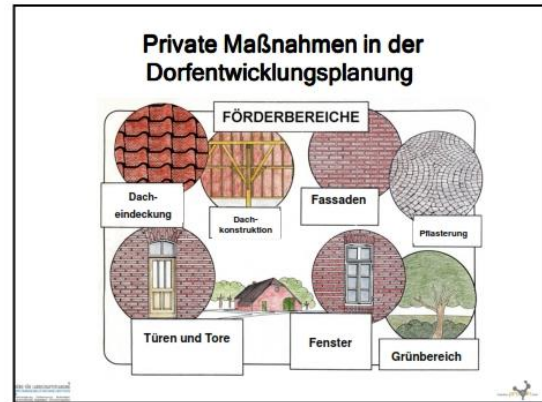 Private Maßnahmen in der
Dorfentwicklungsplanung
FÖRDERBEREICHE
Dach-
eindeckung
Dach-
konstruktion
Fassaden
Pflasterung
Türen und Tore
Fenster
Grünbereich